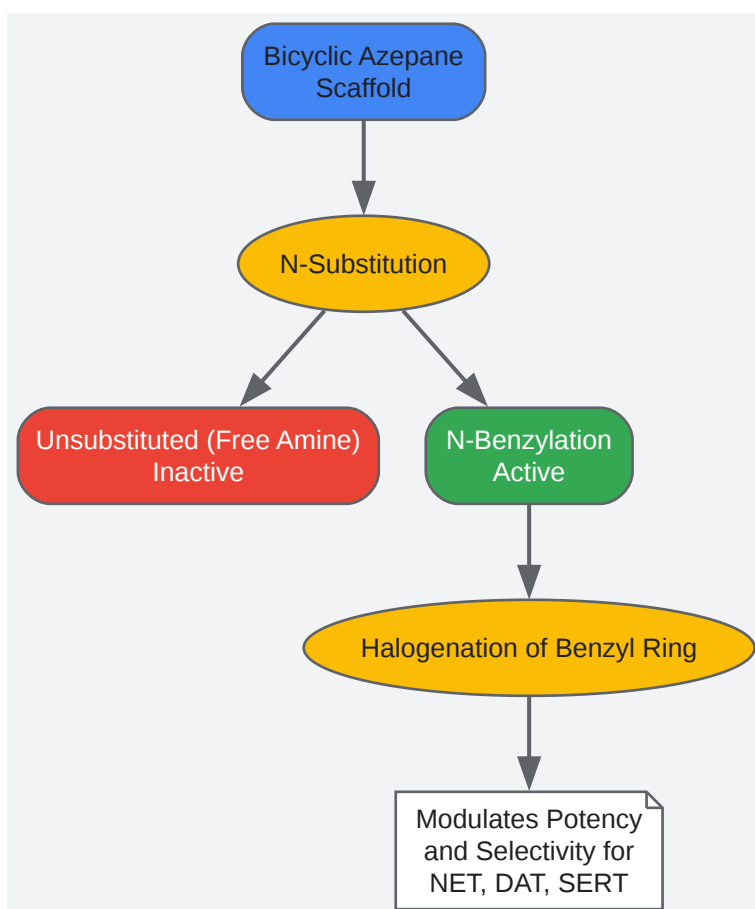 Bicyclic Azepane
Scaffold
N-Substitution
Unsubstituted (Free Amine)
Inactive
N-Benzylation
Active
Halogenation of Benzyl Ring
Modulates Potency
and Selectivity for
NET, DAT, SERT